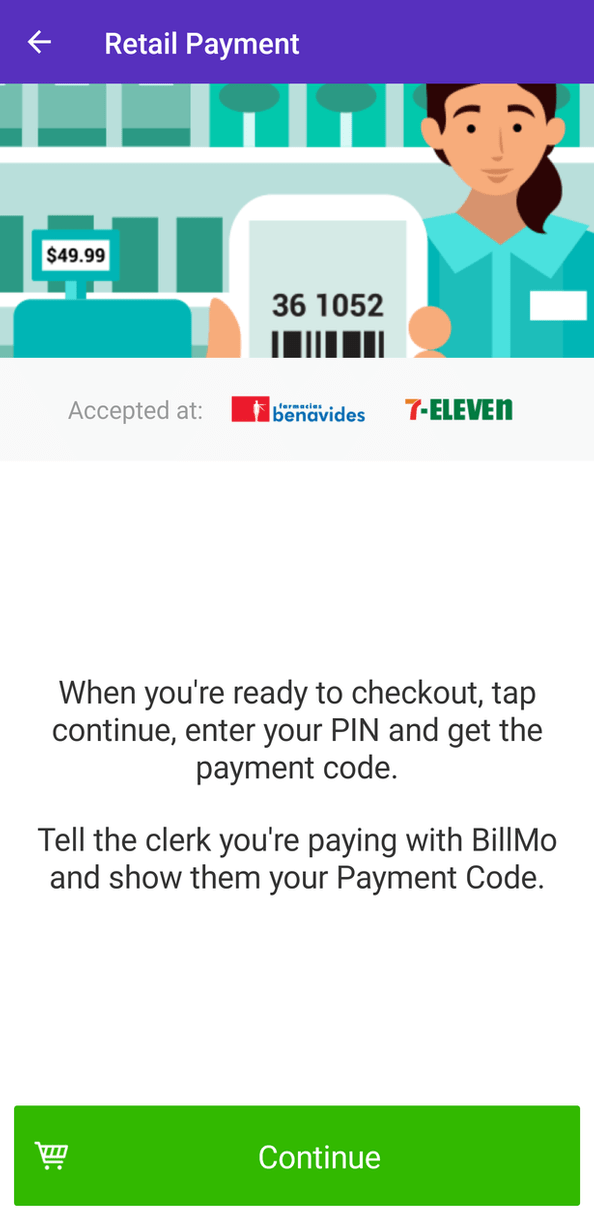 Retail Payment
$49.99
36 1052
Accepted at:
farmacias
benavides
7-ELEVEn
When you're ready to checkout, tap
continue, enter your PIN and get the
payment code.
Tell the clerk you're paying with BillMo
and show them your Payment Code.
Continue